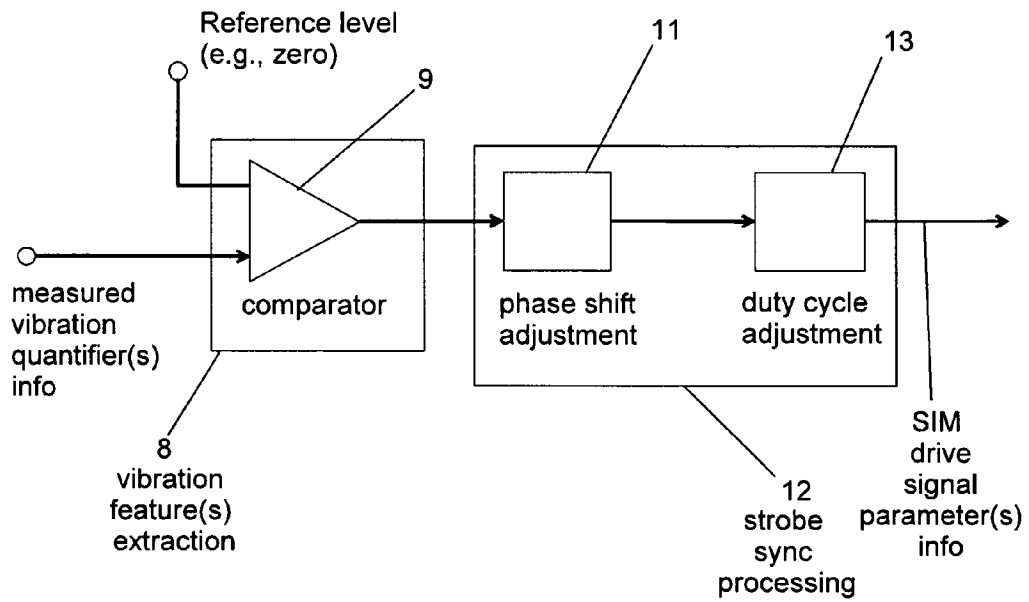 Reference level
(e.g., zero)
9
11
13
measured
vibration
quantifier(s)
info
comparator
phase shift
adjustment
duty cycle
adjustment
8
vibration
feature(s)
extraction
12
strobe
sync
processing
SIM
drive
signal
parameter(s)
info